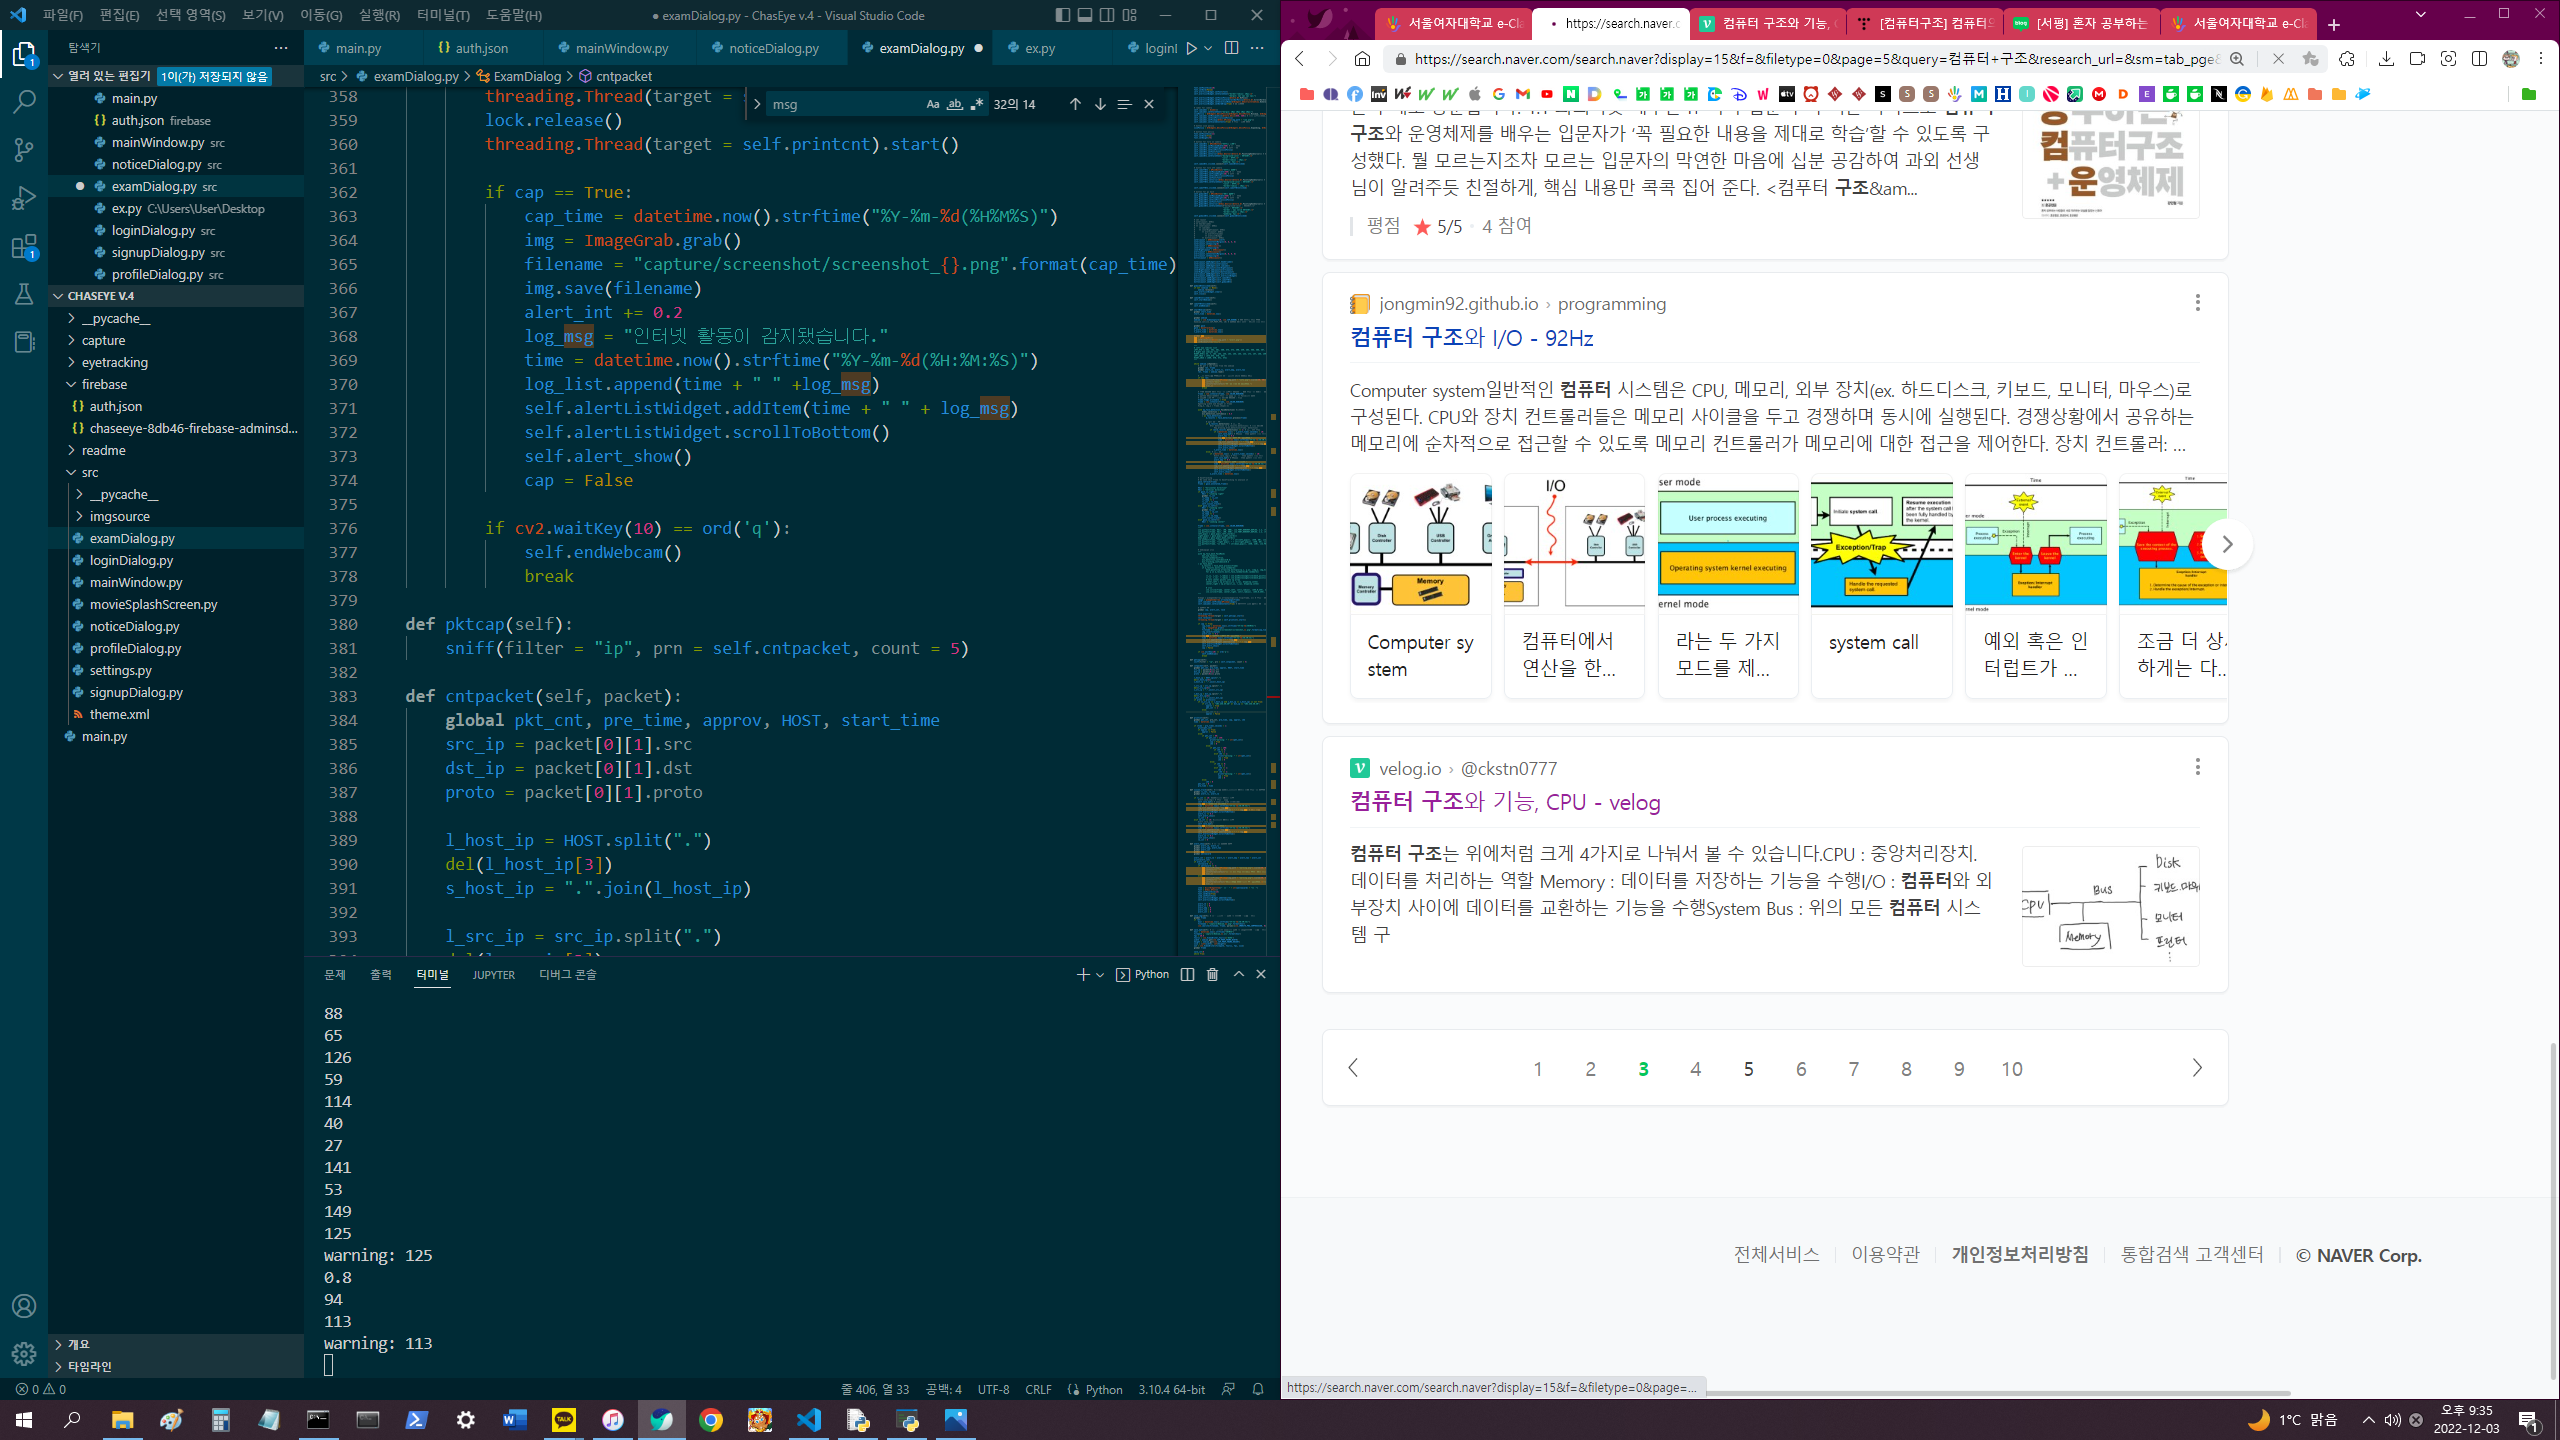 파일(F) 편집(E) 선택 영역(S) 보기(V) 이동(G) 실행(R) 터미널(T) 도움말(H)
● examDialog.py - ChasEye v.4 - Visual Studio Code
탐색기
열려 있는 편집기 1이(가) 저장되지 않음
main.py
auth.json firebase
mainWindow.py src
noticeDialog.py src
examDialog.py src
ex.py C:\Users\User\Desktop
loginDialog.py src
signupDialog.py src
profileDialog.py src
CHASEYE V.4
__pycache__
capture
eyetracking
firebase
auth.json
chaseeye-8db46-firebase-adminsd...
readme
src
__pycache__
imgsource
examDialog.py
loginDialog.py
mainWindow.py
movieSplashScreen.py
noticeDialog.py
profileDialog.py
settings.py
signupDialog.py
theme.xml
main.py
개요
타임라인
main.py auth.json mainWindow.py noticeDialog.py examDialog.py ex.py loginI
src > examDialog.py > ExamDialog > cntpacket
msg Aa ab 32의 14
358 threading.Thread(target =
359 lock.release()
360 threading.Thread(target = self.printcnt).start()
361
362 if cap == True:
363 cap_time = datetime.now().strftime("%Y-%m-%d(%H%M%S)")
364 img = ImageGrab.grab()
365 filename = "capture/screenshot/screenshot_{}.png".format(cap_time)
366 img.save(filename)
367 alert_int += 0.2
368 log_msg = "인터넷 활동이 감지됐습니다."
369 time = datetime.now().strftime("%Y-%m-%d(%H:%M:%S)")
370 log_list.append(time + " " +log_msg)
371 self.alertListWidget.addItem(time + " " + log_msg)
372 self.alertListWidget.scrollToBottom()
373 self.alert_show()
374 cap = False
375
376 if cv2.waitKey(10) == ord('q'):
377 self.endWebcam()
378 break
379
380 def pktcap(self):
381 sniff(filter = "ip", prn = self.cntpacket, count = 5)
382
383 def cntpacket(self, packet):
384 global pkt_cnt, pre_time, approv, HOST, start_time
385 src_ip = packet[0][1].src
386 dst_ip = packet[0][1].dst
387 proto = packet[0][1].proto
388
389 l_host_ip = HOST.split(".")
390 del(l_host_ip[3])
391 s_host_ip = ".".join(l_host_ip)
392
393 l_src_ip = src_ip.split(".")
문제 출력 터미널 JUPYTER 디버그 콘솔
Python
88
65
126
59
114
40
27
141
53
149
125
warning: 125
0.8
94
113
warning: 113
0 0
줄 406, 열 33 공백: 4 UTF-8 CRLF Python 3.10.4 64-bit
서울여자대학교 e-Cla https://search.naver.c 컴퓨터 구조와 기능, [컴퓨터구조] 컴퓨터의 [서평] 혼자 공부하는 서울여자대학교 e-Cla
https://search.naver.com/search.naver?display=15&f=&filetype=0&page=5&query=컴퓨터+구조&research_url=&sm=tab_pge&
구조와 운영체제를 배우는 입문자가 '꼭 필요한 내용을 제대로 학습'할 수 있도록 구
성했다. 뭘 모르는지조차 모르는 입문자의 막연한 마음에 십분 공감하여 과외 선생
님이 알려주듯 친절하게, 핵심 내용만 콕콕 집어 준다. <컴푸터 구조&am...
컴퓨터구조
+운영체제
평점 ★ 5/5 · 4 참여
jongmin92.github.io › programming
컴퓨터 구조와 I/O - 92Hz
Computer system일반적인 컴퓨터 시스템은 CPU, 메모리, 외부 장치(ex. 하드디스크, 키보드, 모니터, 마우스)로
구성된다. CPU와 장치 컨트롤러들은 메모리 사이클을 두고 경쟁하며 동시에 실행된다. 경쟁상황에서 공유하는
메모리에 순차적으로 접근할 수 있도록 메모리 컨트롤러가 메모리에 대한 접근을 제어한다. 장치 컨트롤러: ...
Memory
I/O
ser mode
User process executing
Operating system kernel executing
ernel mode
Initiate system call
Exception/Trap
Handle the requested system call
Computer sy
stem
컴퓨터에서
연산을 한...
라는 두 가지
모드를 제...
system call
예외 혹은 인
터럽트가 ...
조금 더 상세
하게는 다...
velog.io › @ckstn0777
컴퓨터 구조와 기능, CPU - velog
컴퓨터 구조는 위에처럼 크게 4가지로 나눠서 볼 수 있습니다.CPU : 중앙처리장치.
데이터를 처리하는 역할 Memory : 데이터를 저장하는 기능을 수행I/O : 컴퓨터와 외
부장치 사이에 데이터를 교환하는 기능을 수행System Bus : 위의 모든 컴퓨터 시스
템 구
Disk
BUS
CPU
Memory
모니터
프린터
1 2 3 4 5 6 7 8 9 10
전체서비스 이용약관 개인정보처리방침 통합검색 고객센터 © NAVER Corp.
https://search.naver.com/search.naver?display=15&f=&filetype=0&page=...
1°C 맑음
오후 9:35
2022-12-03